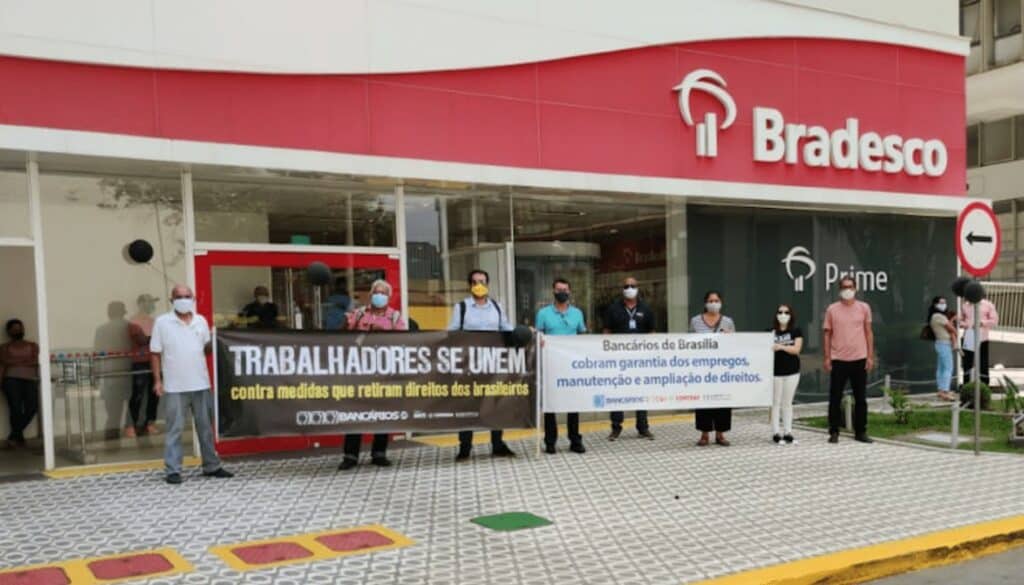 Bradesco
Prime
TRABALHADORES SE UNEM
contra medidas que retiram direitos dos brasileiros
BANCÁRIOS
Bancários de Brasília
cobram garantia dos empregos,
manutenção e ampliação de direitos.
BANCÁRIOS